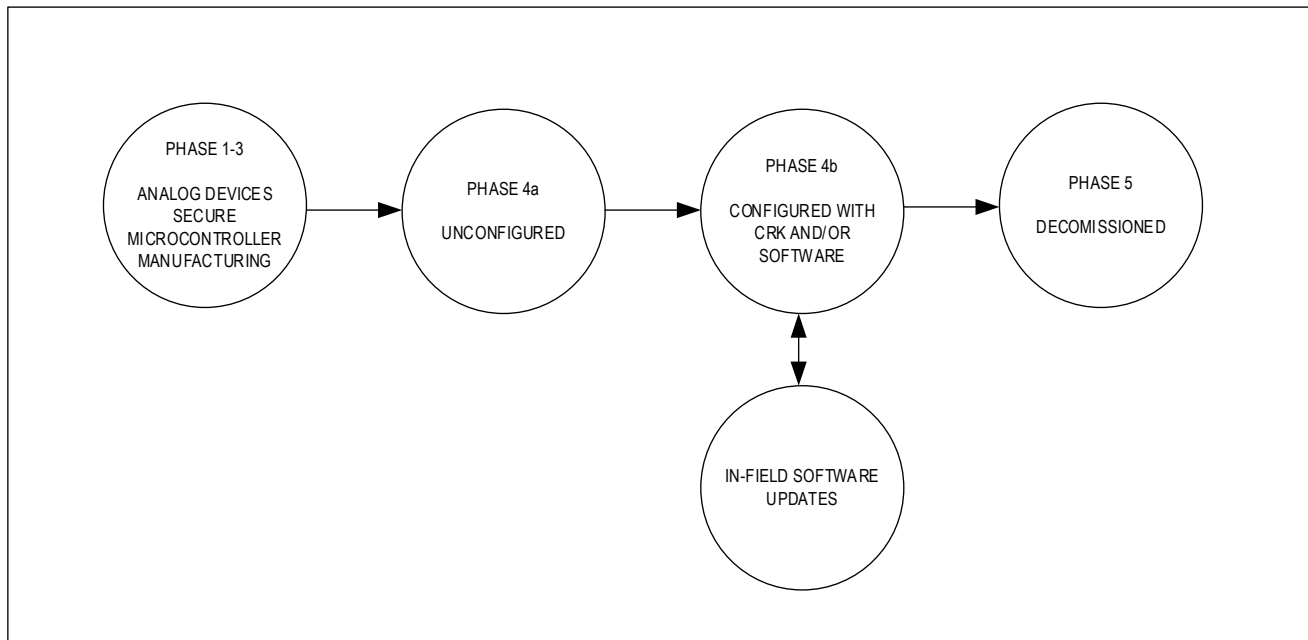 PHASE 1-3
ANALOG DEVICES
SECURE
MICROCONTROLLER
MANUFACTURING
PHASE 4a
UNCONFIGURED
PHASE 4b
CONFIGURED WITH
CRK AND/OR
SOFTWARE
PHASE 5
DECOMISSIONED
IN-FIELD SOFTWARE
UPDATES